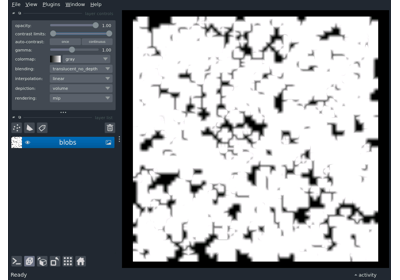 File View Plugins Window Help
opacity: 1.00
contrast limits:
auto-contrast: once continuous
gamma: 1.00
colormap: gray
blending: translucent_no_depth
interpolation: linear
depiction: volume
rendering: mip
blobs
Ready
activity